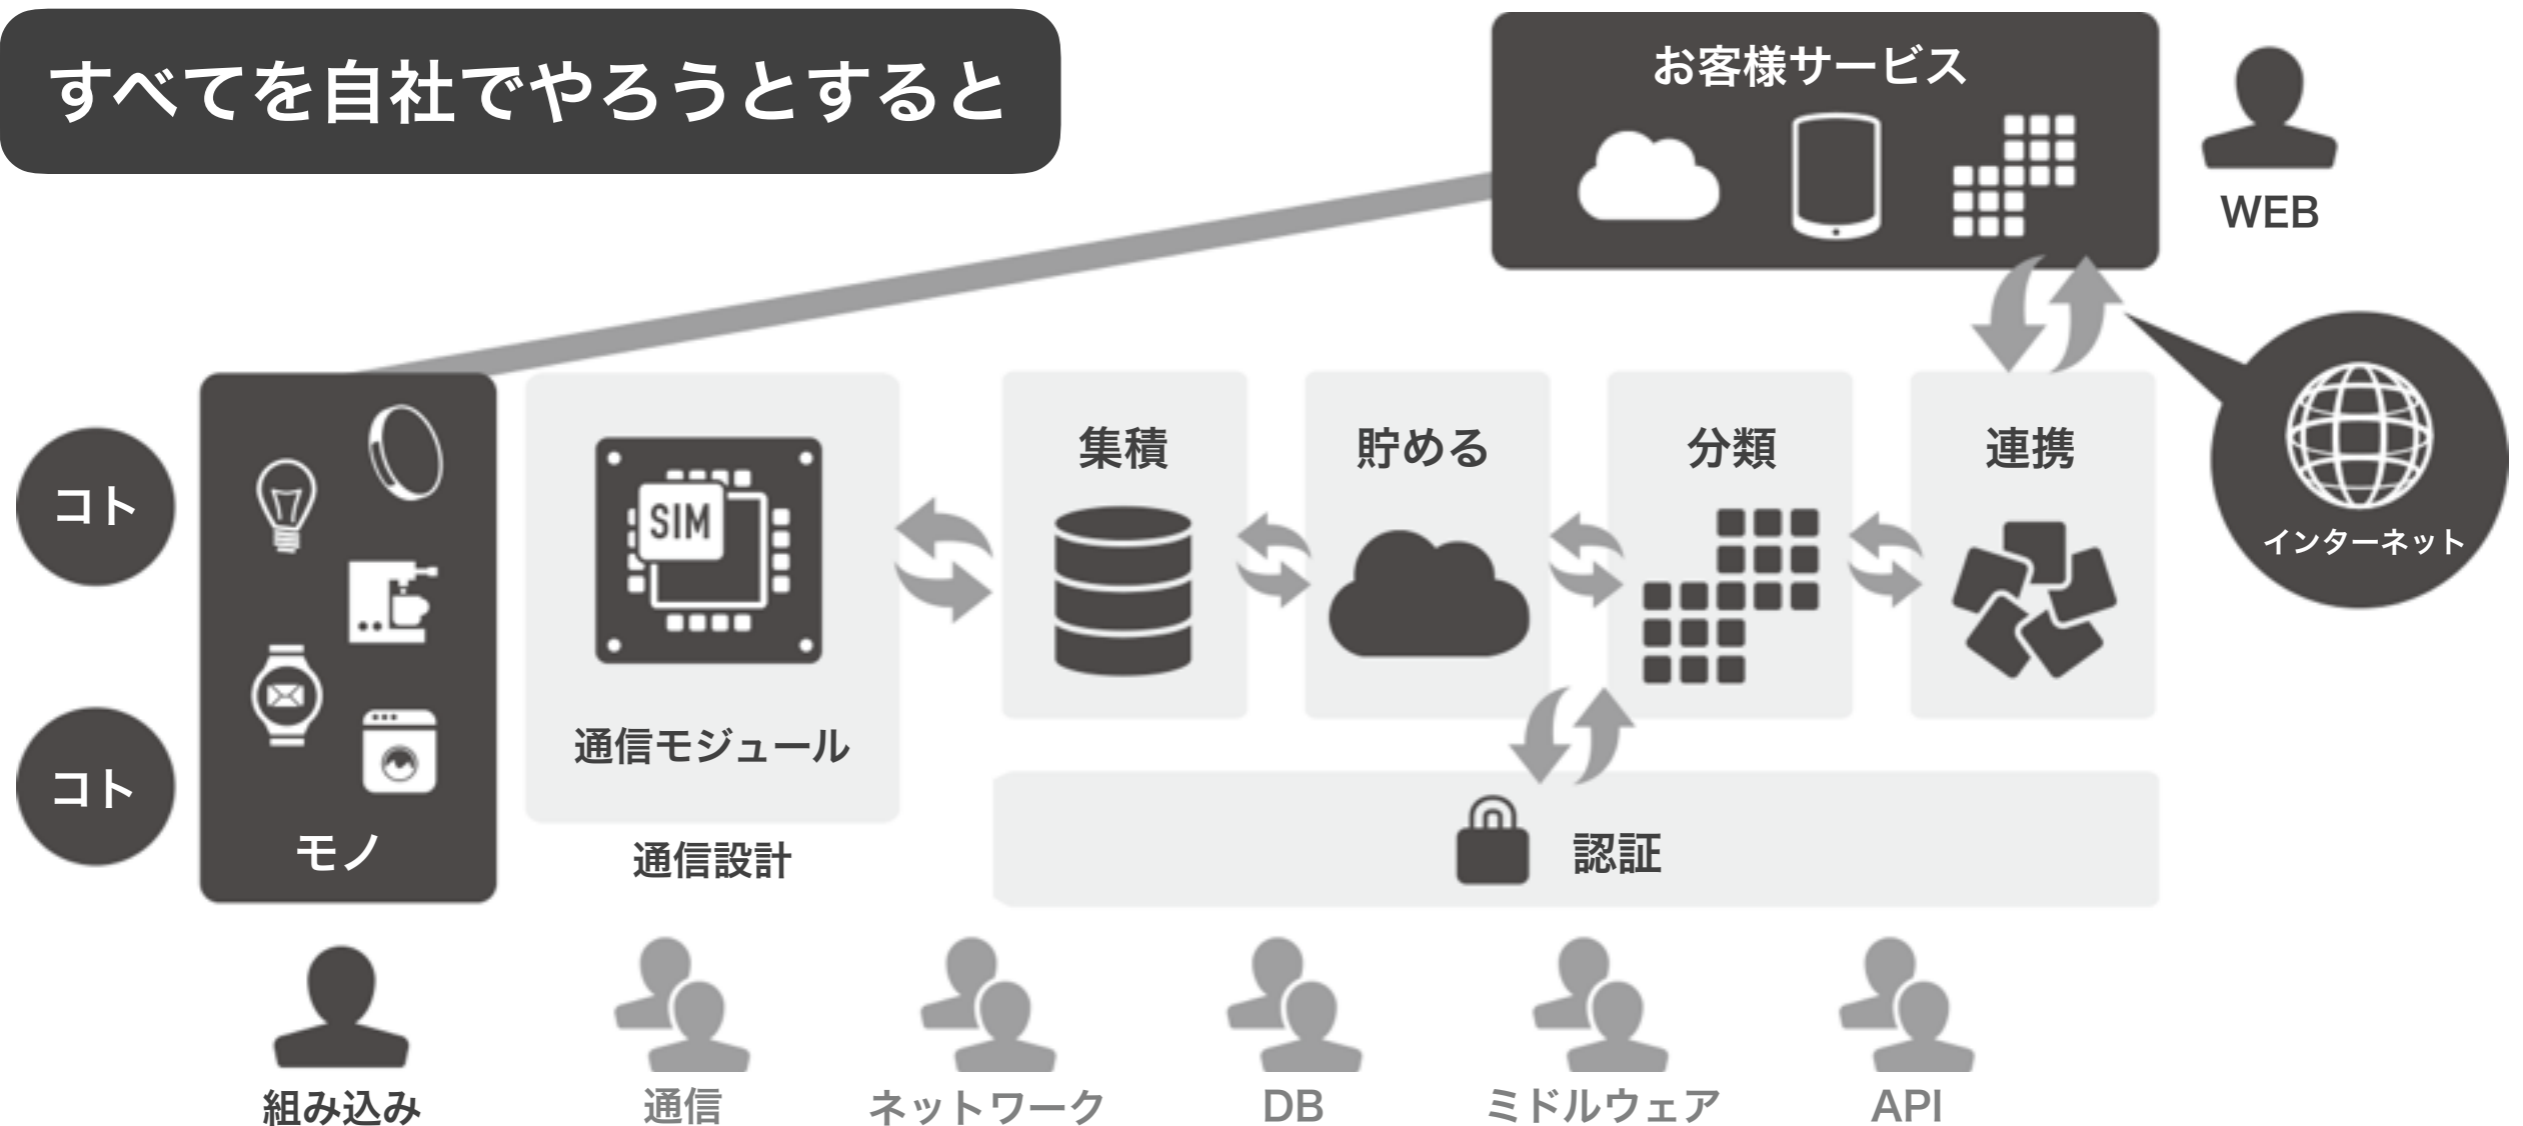 すべてを自社でやろうとすると
お客様サービス
WEB
コト
コト
モノ
SIM
通信モジュール
通信設計
集積
貯める
分類
連携
インターネット
認証
組み込み
通信
ネットワーク
DB
ミドルウェア
API